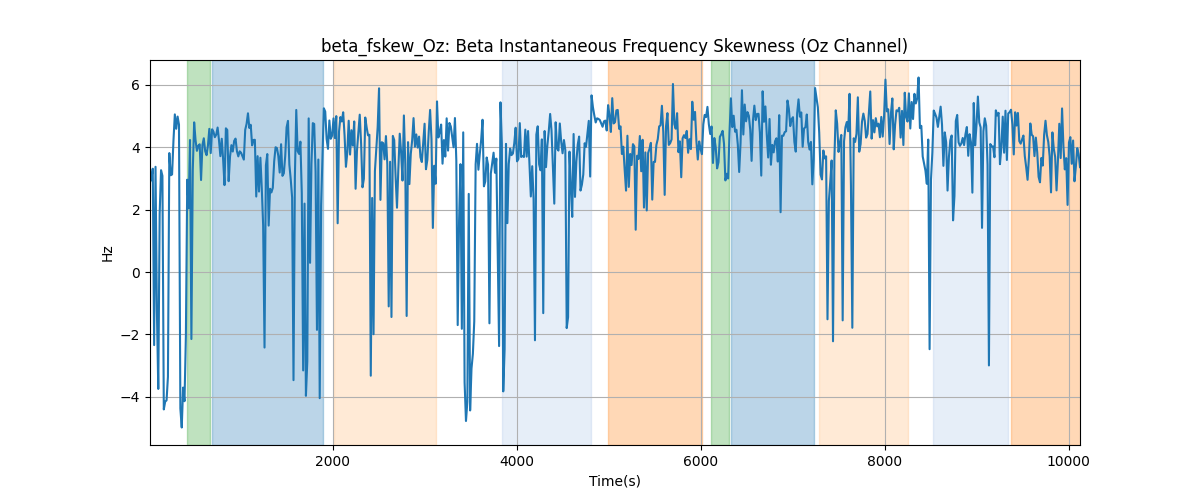 beta_fskew_Oz: Beta Instantaneous Frequency Skewness (Oz Channel)
6
4
2
0
−2
−4
Hz
2000 4000 6000 8000 10000
Time(s)